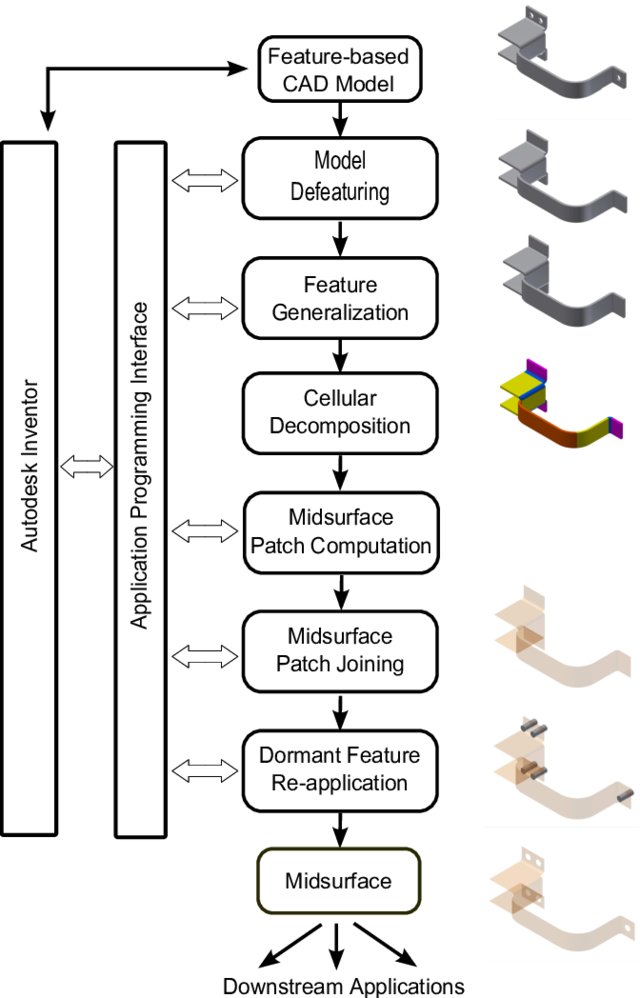 Feature-based
CAD Model
Model
Defeaturing
Feature
Generalization
Cellular
Decomposition
Midsurface
Patch Computation
Midsurface
Patch Joining
Dormant Feature
Re-application
Midsurface
Downstream Applications
Autodesk Inventor
Application Programming Interface